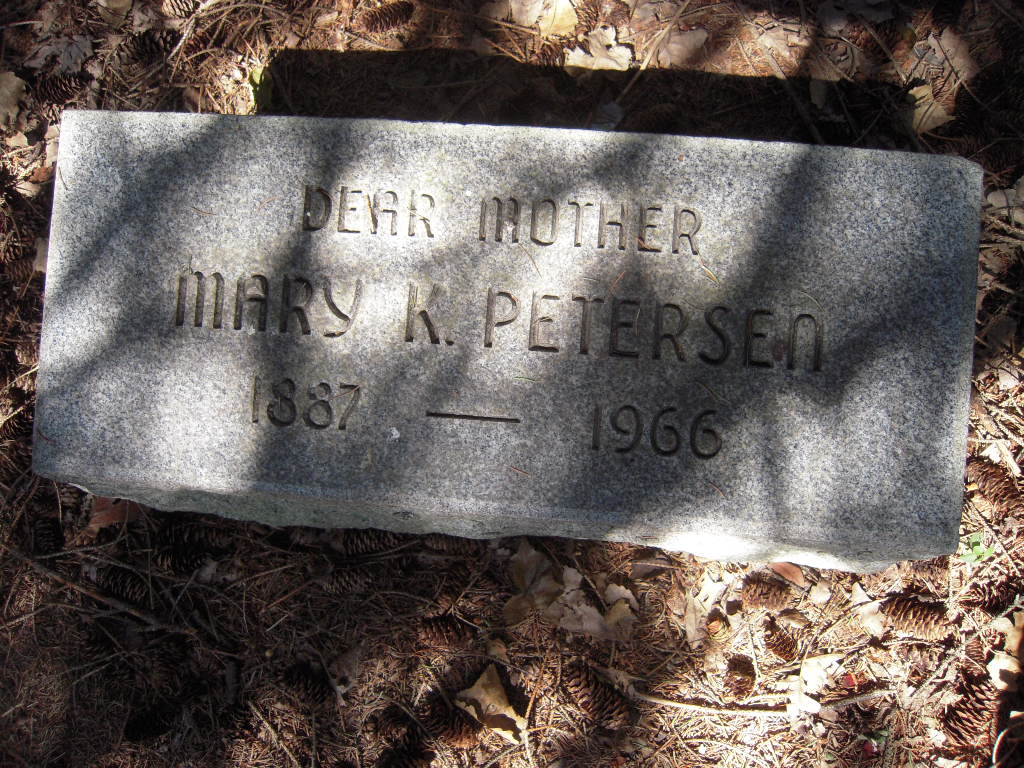 DEAR MOTHER
MARY K. PETERSEN
1887 — 1966